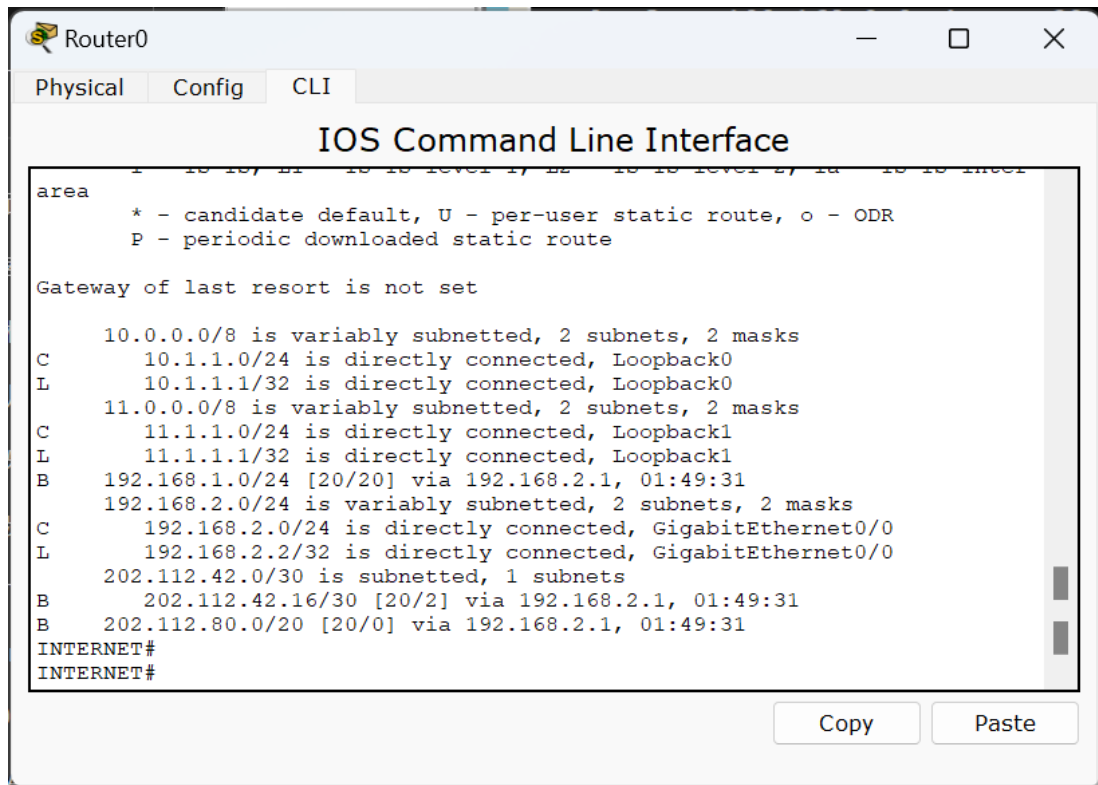 Router0
Physical Config CLI
IOS Command Line Interface
area
* - candidate default, U - per-user static route, o - ODR
P - periodic downloaded static route
Gateway of last resort is not set
10.0.0.0/8 is variably subnetted, 2 subnets, 2 masks
C 10.1.1.0/24 is directly connected, Loopback0
L 10.1.1.1/32 is directly connected, Loopback0
11.0.0.0/8 is variably subnetted, 2 subnets, 2 masks
C 11.1.1.0/24 is directly connected, Loopback1
L 11.1.1.1/32 is directly connected, Loopback1
B 192.168.1.0/24 [20/20] via 192.168.2.1, 01:49:31
192.168.2.0/24 is variably subnetted, 2 subnets, 2 masks
C 192.168.2.0/24 is directly connected, GigabitEthernet0/0
L 192.168.2.2/32 is directly connected, GigabitEthernet0/0
202.112.42.0/30 is subnetted, 1 subnets
B 202.112.42.16/30 [20/2] via 192.168.2.1, 01:49:31
B 202.112.80.0/20 [20/0] via 192.168.2.1, 01:49:31
INTERNET#
INTERNET#
Copy Paste